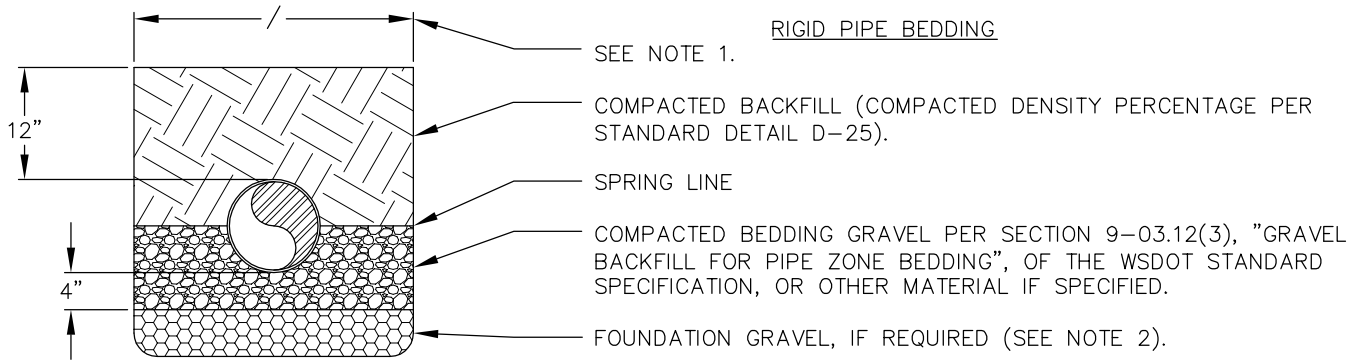 RIGID PIPE BEDDING
SEE NOTE 1.
COMPACTED BACKFILL (COMPACTED DENSITY PERCENTAGE PER
STANDARD DETAIL D-25).
12"
SPRING LINE
COMPACTED BEDDING GRAVEL PER SECTION 9-03.12(3), "GRAVEL
BACKFILL FOR PIPE ZONE BEDDING", OF THE WSDOT STANDARD
SPECIFICATION, OR OTHER MATERIAL IF SPECIFIED.
4"
FOUNDATION GRAVEL, IF REQUIRED (SEE NOTE 2).